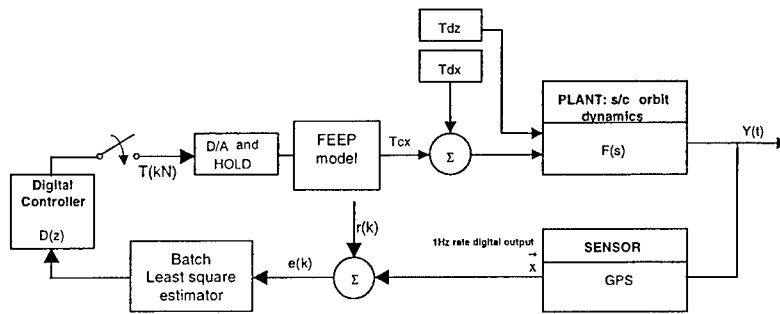 Tdz
Tdx
PLANT: s/c orbit
dynamics
F(s)
Y(t)
D/A and
HOLD
FEEP
model
Tcx
Σ
T(kN)
Digital
Controller
D(z)
r(k)
1Hz rate digital output
→
x
SENSOR
GPS
Batch
Least square
estimator
e(k)
Σ